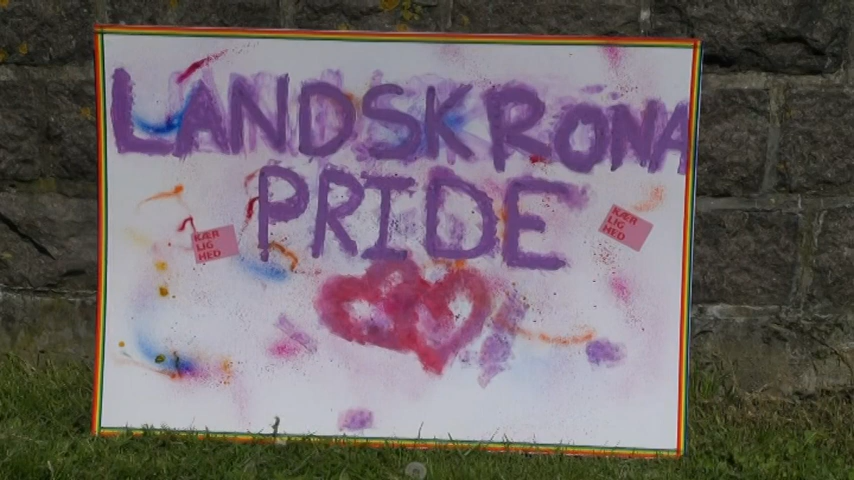 LANDSKRONA
PRIDE
KÆR
LIG
HED
KÆR
LIG
HED